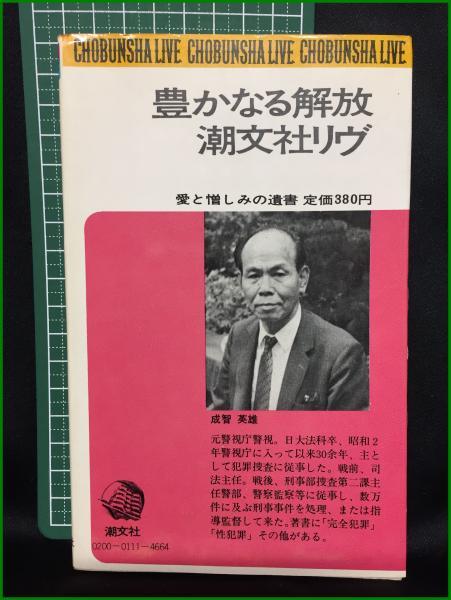 CHOBUNSHA LIVE CHOBUNSHA LIVE CHOBUNSHA LIVE
豊かなる解放
潮文社リヴ
愛と憎しみの遺書 定価380円
成智 英雄
元警視庁警視。日大法科卒、昭和2
年警視庁に入って以来30余年、主と
して犯罪捜査に従事した。戦前、司
法主任。戦後、刑事部捜査第二課主
任警部、警察監察等に従事し、数万
件に及ぶ刑事事件を処理、または指
導監督して来た。著書に「完全犯罪」
「性犯罪」その他がある。
潮文社
0200-0111-4664